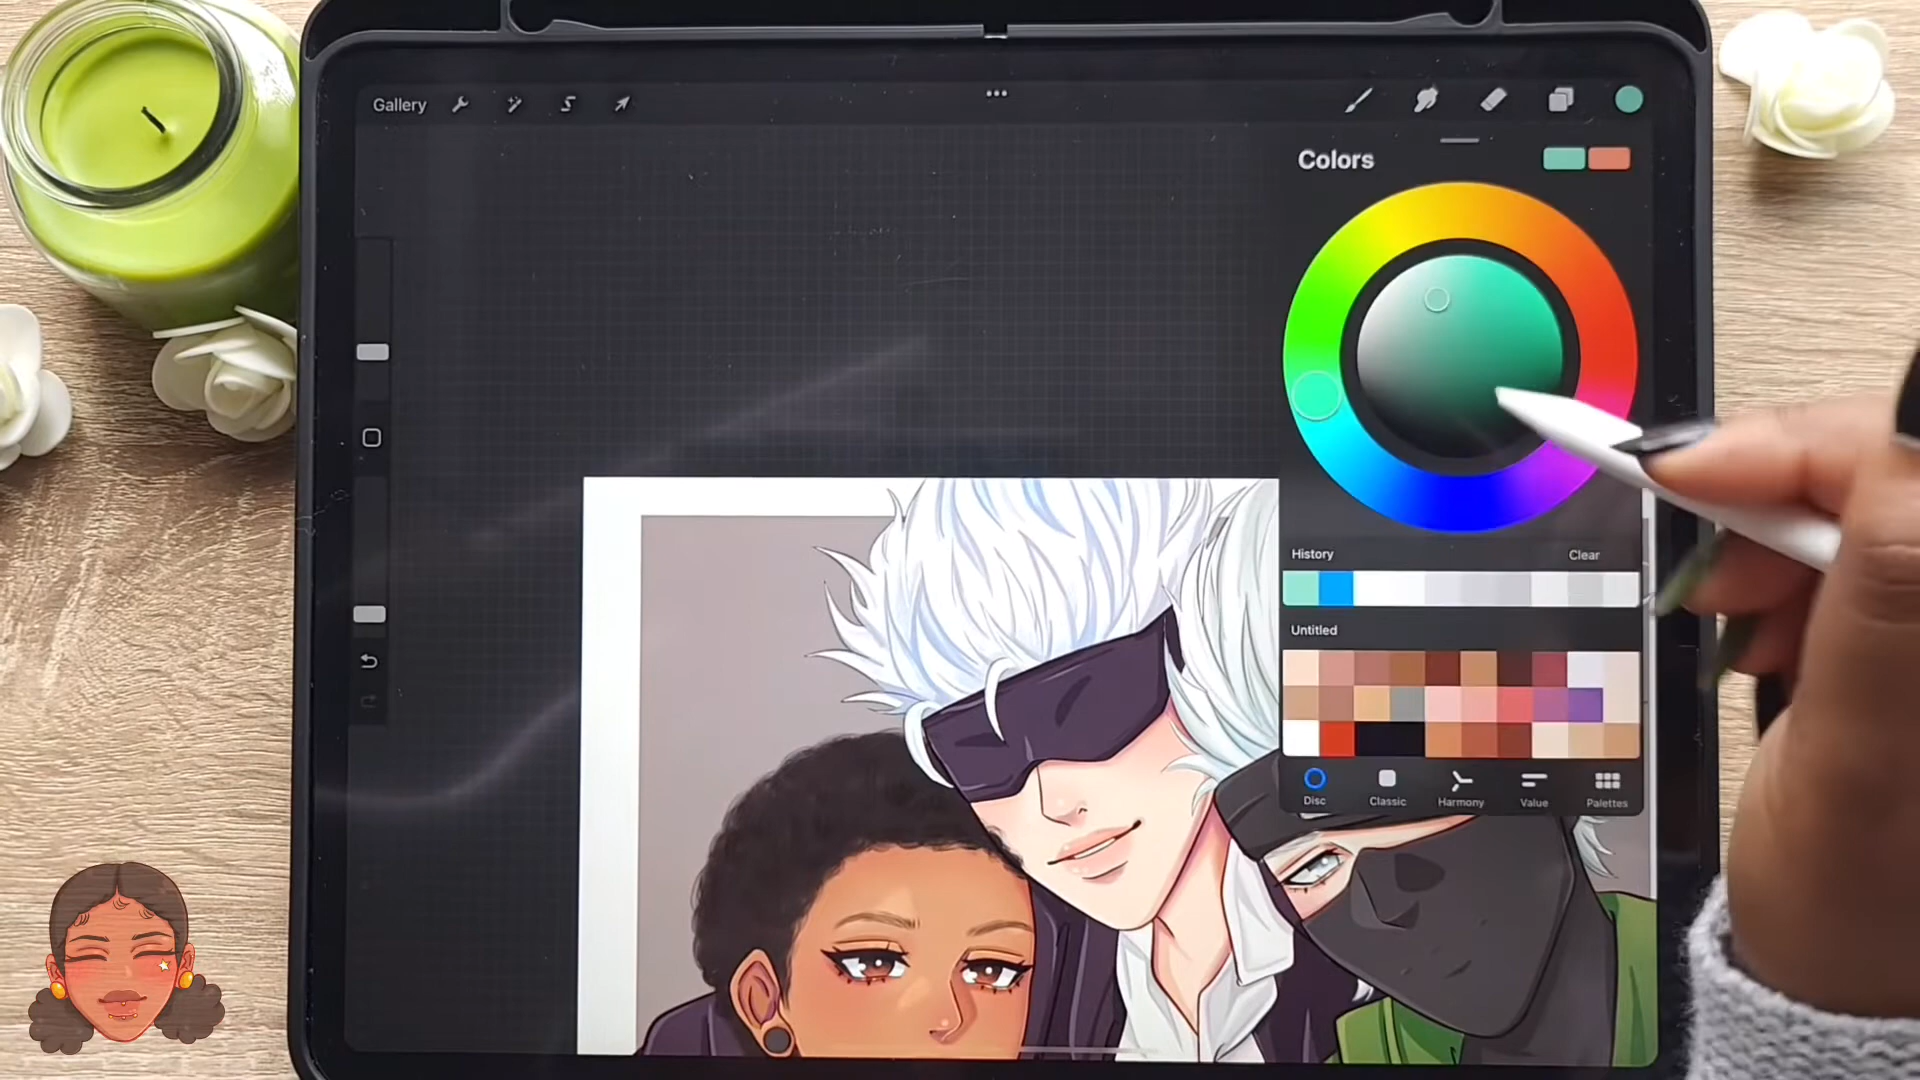 Gallery
Colors
History
Clear
Untitled
Disc
Classic
Harmony
Value
Palettes